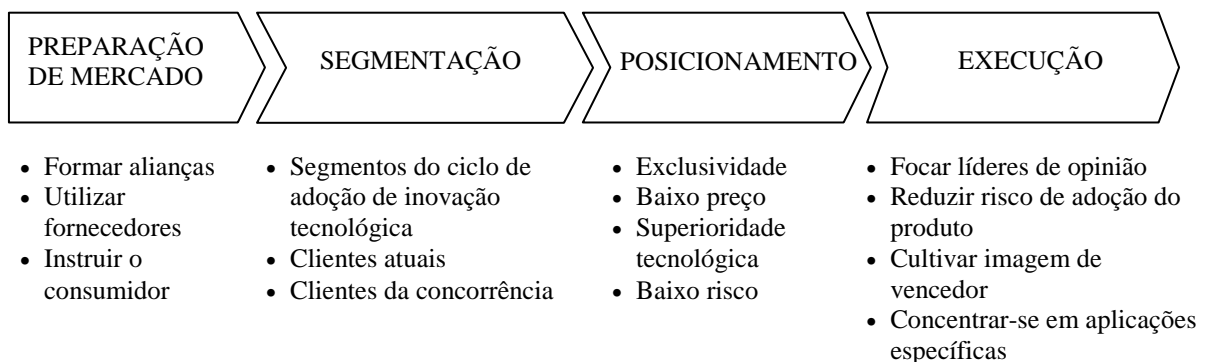 PREPARAÇÃO
DE MERCADO
SEGMENTAÇÃO
POSICIONAMENTO
EXECUÇÃO
• Formar alianças
• Utilizar
fornecedores
• Instruir o
consumidor
• Segmentos do ciclo de
adoção de inovação
tecnológica
• Clientes atuais
• Clientes da concorrência
• Exclusividade
• Baixo preço
• Superioridade
tecnológica
• Baixo risco
• Focar líderes de opinião
• Reduzir risco de adoção do
produto
• Cultivar imagem de
vencedor
• Concentrar-se em aplicações
específicas